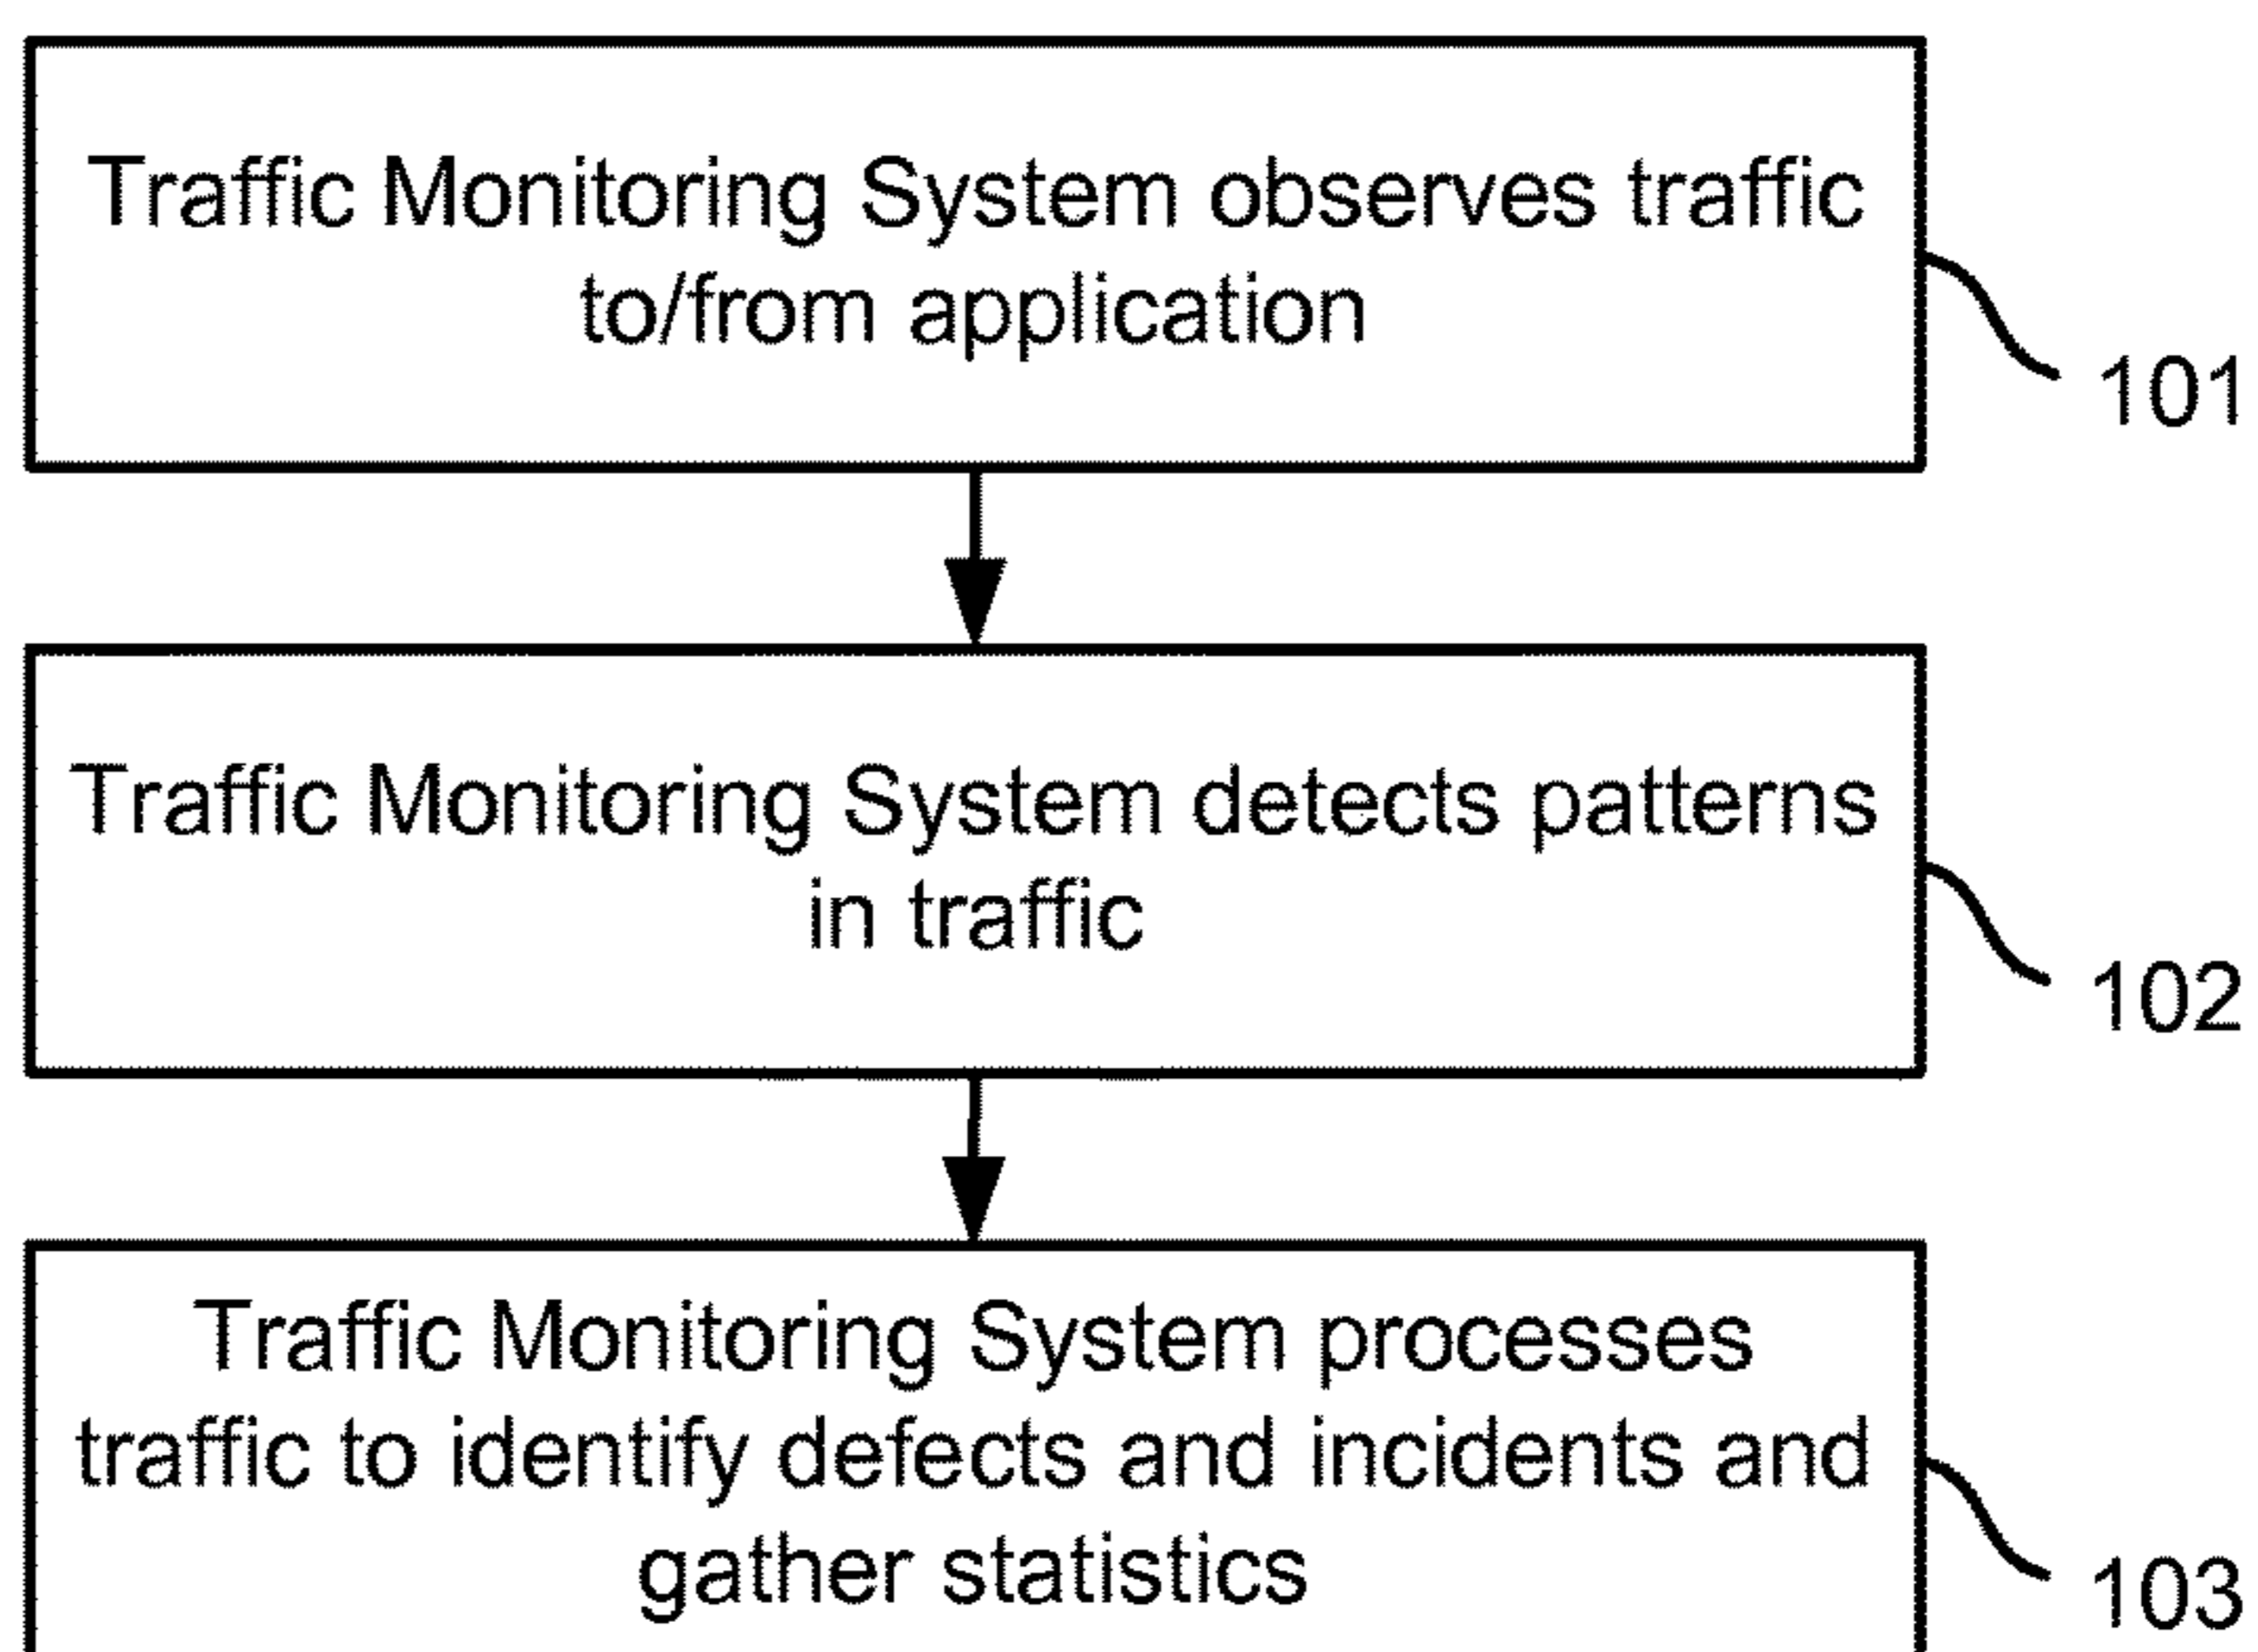 Traffic Monitoring System observes traffic
to/from application
101
Traffic Monitoring System detects patterns
in traffic
102
Traffic Monitoring System processes
traffic to identify defects and incidents and
gather statistics
103